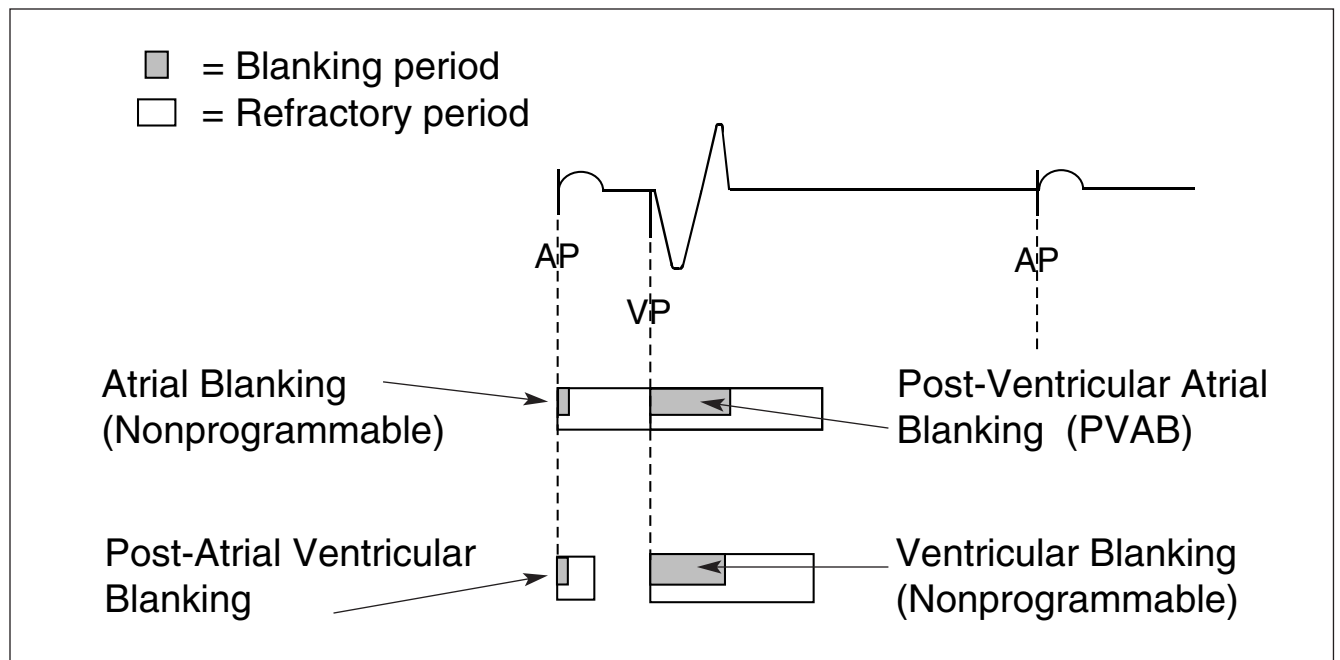 = Blanking period
= Refractory period
AP
AP
VP
Atrial Blanking
(Nonprogrammable)
Post-Ventricular Atrial
Blanking (PVAB)
Post-Atrial Ventricular
Blanking
Ventricular Blanking
(Nonprogrammable)